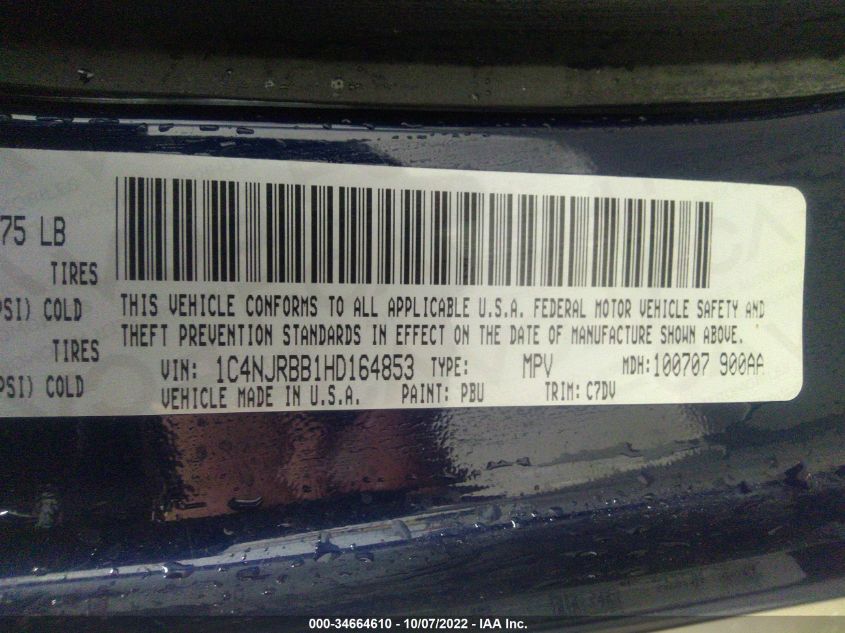 75 LB
TIRES
PSI) COLD
TIRES
PSI) COLD
THIS VEHICLE CONFORMS TO ALL APPLICABLE U.S.A. FEDERAL MOTOR VEHICLE SAFETY AND
THEFT PREVENTION STANDARDS IN EFFECT ON THE DATE OF MANUFACTURE SHOWN ABOVE.
VIN: 1C4NJRBB1HD164853 TYPE: MPV MDH: 100707 900AA
VEHICLE MADE IN U.S.A. PAINT: PBU TRIM: C7DV
000-34664610 - 10/07/2022 - IAA Inc.